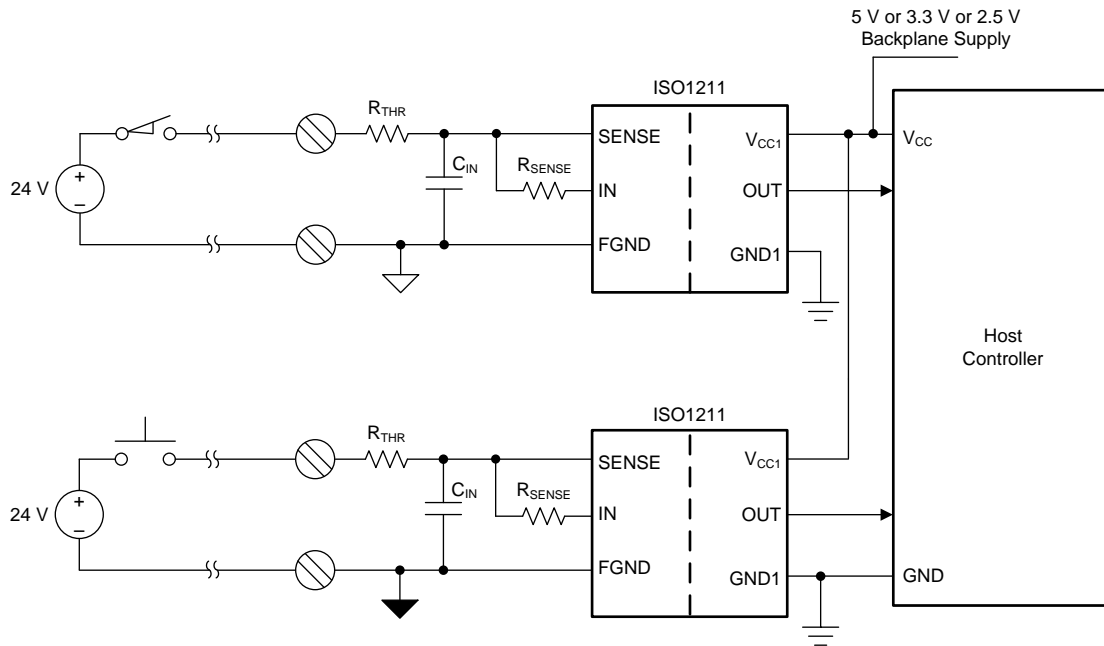 5 V or 3.3 V or 2.5 V
Backplane Supply
ISO1211
R_THR
SENSE
V_CC1
V_CC
C_IN
R_SENSE
24 V
+
−
IN
OUT
FGND
GND1
Host
Controller
ISO1211
R_THR
SENSE
V_CC1
C_IN
R_SENSE
24 V
+
−
IN
OUT
FGND
GND1
GND